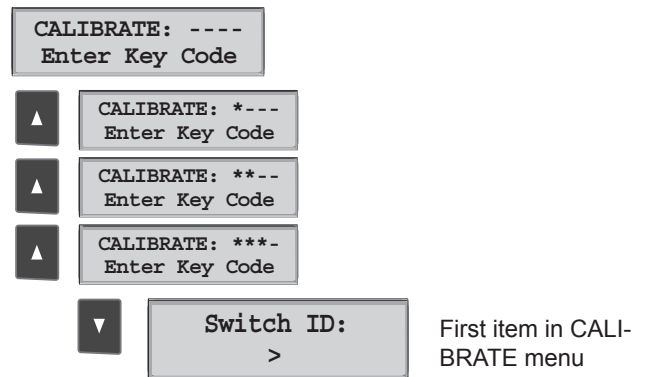 CALIBRATE: ----
Enter Key Code
CALIBRATE: *---
Enter Key Code
CALIBRATE: **--
Enter Key Code
CALIBRATE: ***-
Enter Key Code
Switch ID:
>
First item in CALI-
BRATE menu